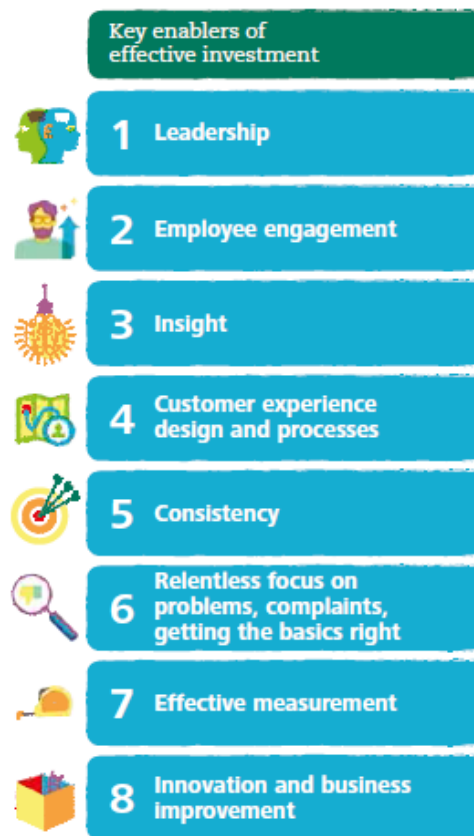 Key enablers of
effective investment
1 Leadership
2 Employee engagement
3 Insight
4 Customer experience
design and processes
5 Consistency
6 Relentless focus on
problems, complaints,
getting the basics right
7 Effective measurement
8 Innovation and business
improvement